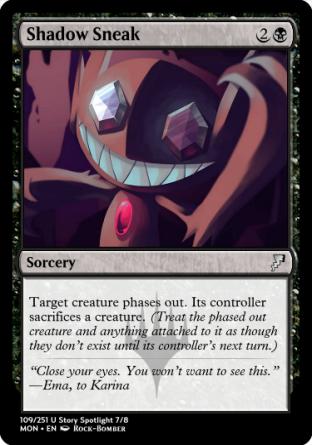 Shadow Sneak 2
Sorcery
Target creature phases out. Its controller
sacrifices a creature. (Treat the phased out
creature and anything attached to it as though
they don't exist until its controller's next turn.)
“Close your eyes. You won't want to see this.”
—Ema, to Karina
109/251 U Story Spotlight 7/8
MON • EN Rock-Bomber